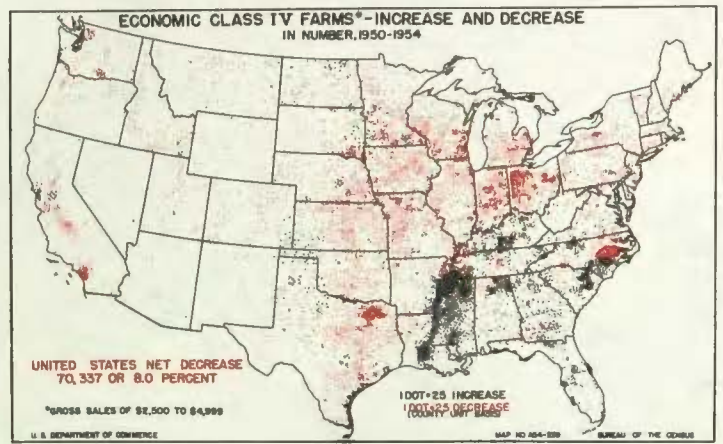 ECONOMIC CLASS IV FARMS*-INCREASE AND DECREASE
IN NUMBER, 1950-1954
UNITED STATES NET DECREASE
70,337 OR 8.0 PERCENT
*GROSS SALES OF $2,500 TO $4,999
1 DOT=25 INCREASE
1 DOT=25 DECREASE
(COUNTY UNIT BASIS)
U. S. DEPARTMENT OF COMMERCE
MAP NO. BUREAU OF THE CENSUS